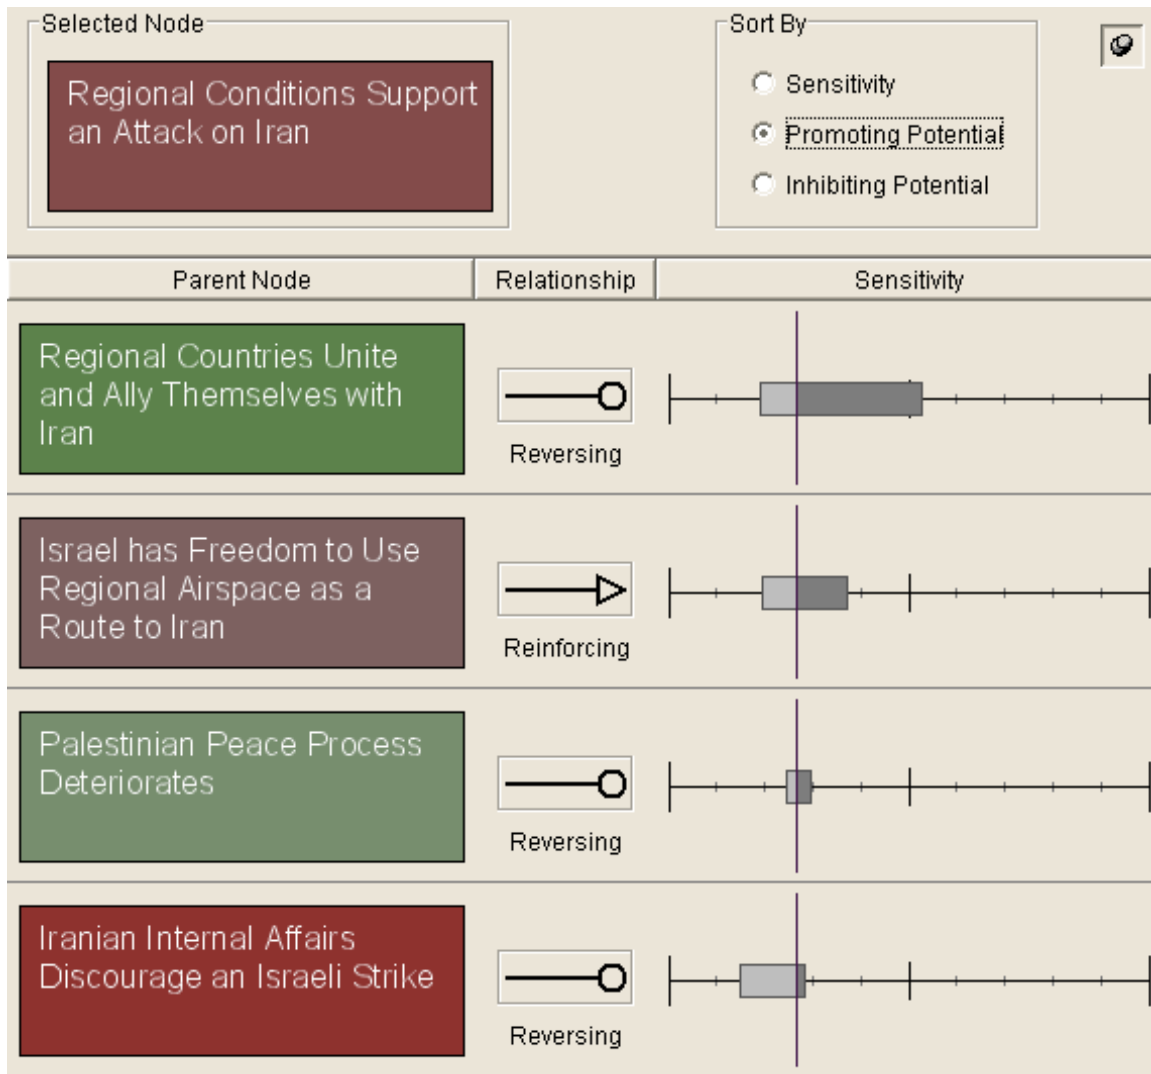 Selected Node
Regional Conditions Support
an Attack on Iran
Sort By
Sensitivity
Promoting Potential
Inhibiting Potential
Parent Node
Relationship
Sensitivity
Regional Countries Unite
and Ally Themselves with
Iran
Reversing
Israel has Freedom to Use
Regional Airspace as a
Route to Iran
Reinforcing
Palestinian Peace Process
Deteriorates
Reversing
Iranian Internal Affairs
Discourage an Israeli Strike
Reversing